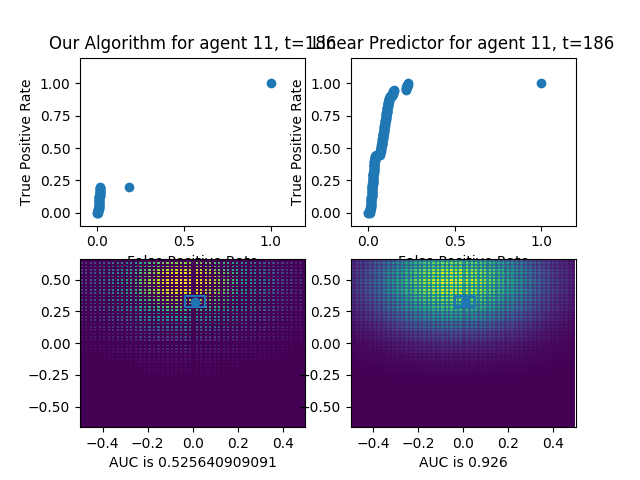 Our Algorithm for agent 11, t=186
Linear Predictor for agent 11, t=186
True Positive Rate
1.00
0.75
0.50
0.25
0.00
0.0 0.5 1.0
False Positive Rate
True Positive Rate
1.00
0.75
0.50
0.25
0.00
0.0 0.5 1.0
False Positive Rate
0.50
0.25
0.00
−0.25
−0.50
−0.4 −0.2 0.0 0.2 0.4
AUC is 0.525640909091
0.50
0.25
0.00
−0.25
−0.50
−0.4 −0.2 0.0 0.2 0.4
AUC is 0.926